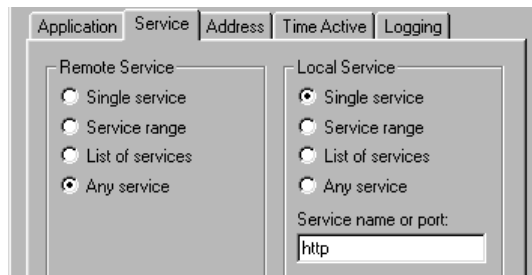 Application Service Address Time Active Logging
Remote Service
Single service
Service range
List of services
Any service
Local Service
Single service
Service range
List of services
Any service
Service name or port:
http